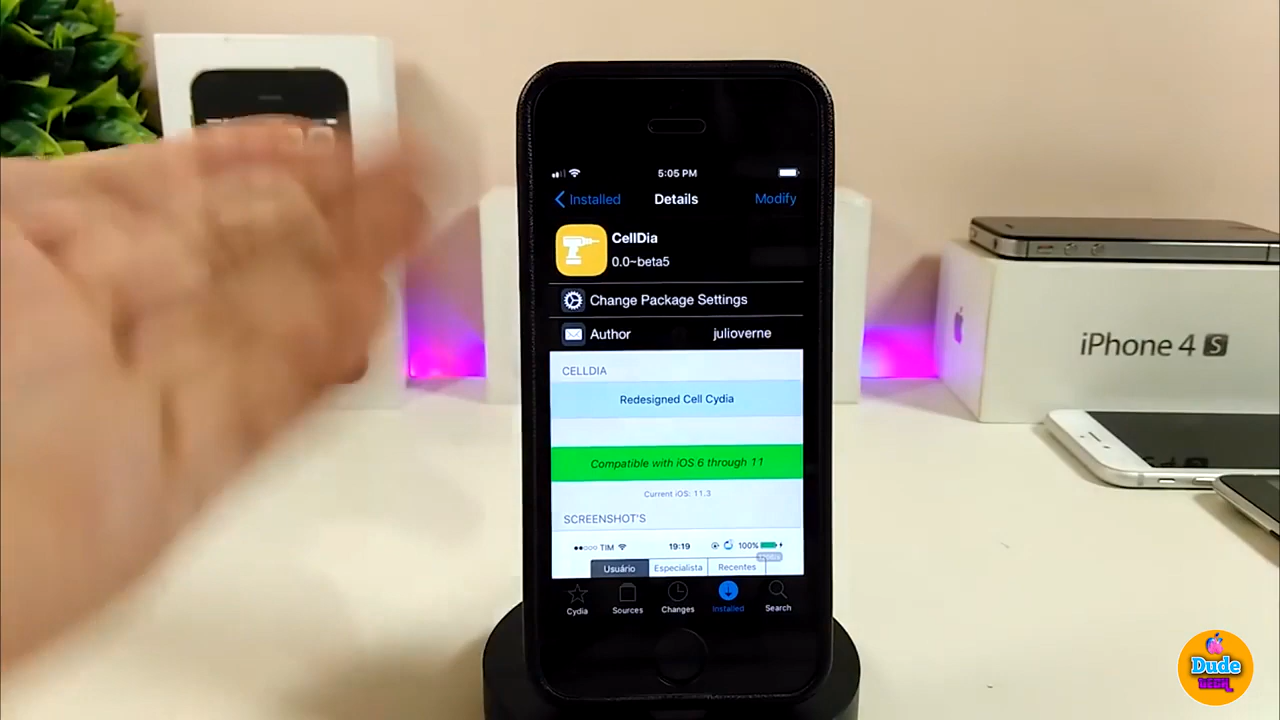 5:05 PM
Installed Details Modify
CellDia
0.0~beta5
Change Package Settings
Author julioverne
CELLDIA
Redesigned Cell Cydia
Compatible with iOS 6 through 11
Current iOS: 11.3
SCREENSHOT'S
TIM 19:19 100%
Usuário Especialista Recentes
Cydia Sources Changes Installed Search
iPhone 4 S
Dude
TECH